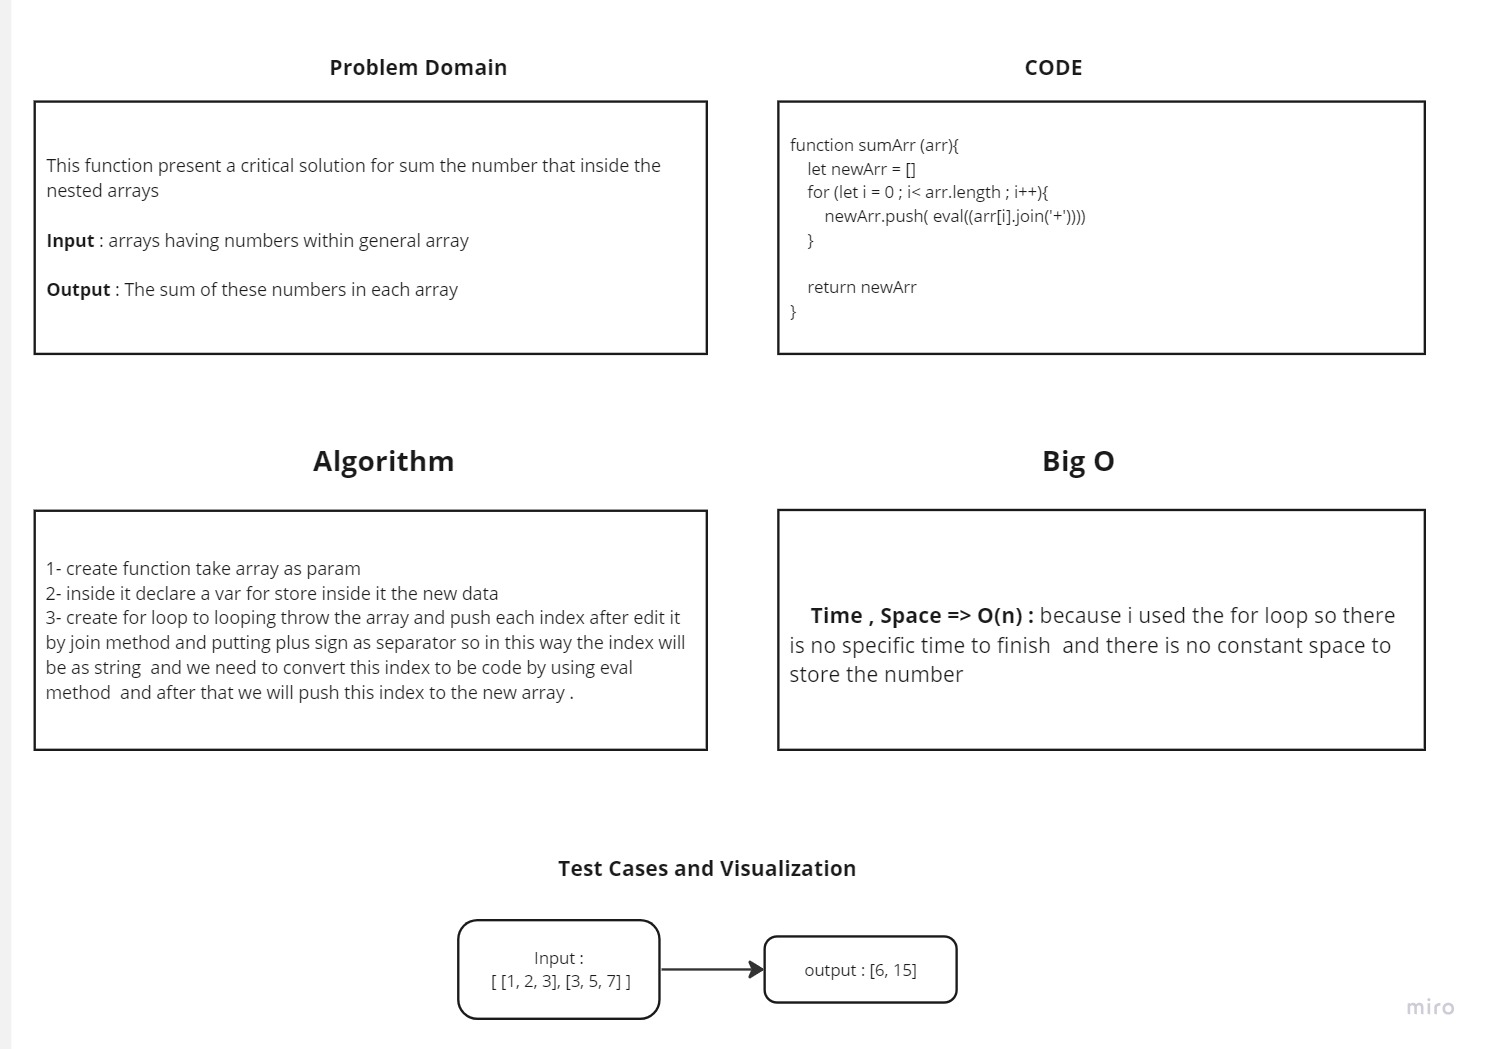 Problem Domain
This function present a critical solution for sum the number that inside the
nested arrays
Input : arrays having numbers within general array
Output : The sum of these numbers in each array
CODE
function sumArr (arr){
let newArr = []
for (let i = 0 ; i< arr.length ; i++){
newArr.push( eval((arr[i].join('+'))))
}
return newArr
}
Algorithm
1- create function take array as param
2- inside it declare a var for store inside it the new data
3- create for loop to looping throw the array and push each index after edit it
by join method and putting plus sign as separator so in this way the index will
be as string  and we need to convert this index to be code by using eval
method  and after that we will push this index to the new array .
Big O
Time , Space => O(n) : because i used the for loop so there
is no specific time to finish  and there is no constant space to
store the number
Test Cases and Visualization
Input :
[ [1, 2, 3], [3, 5, 7] ]
output : [6, 15]
miro